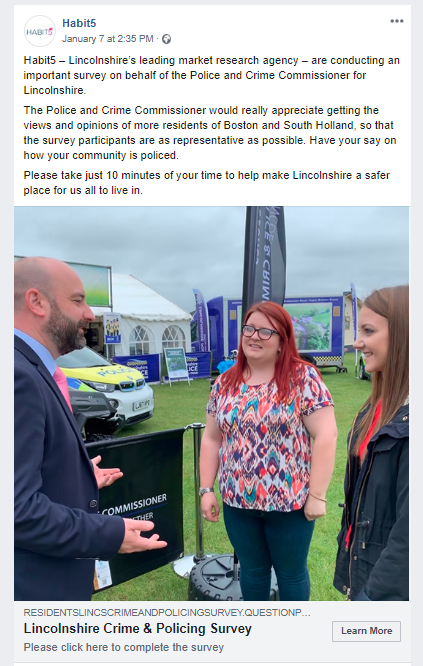 HABIT5
Habit5
January 7 at 2:35 PM ·
Habit5 – Lincolnshire's leading market research agency – are conducting an
important survey on behalf of the Police and Crime Commissioner for
Lincolnshire.
The Police and Crime Commissioner would really appreciate getting the
views and opinions of more residents of Boston and South Holland, so that
the survey participants are as representative as possible. Have your say on
how your community is policed.
Please take just 10 minutes of your time to help make Lincolnshire a safer
place for us all to live in.
& CRIME
COMMISSIONER
RESIDENTSLINCSCRIMEANDPOLICINGSURVEY.QUESTIONP…
Lincolnshire Crime & Policing Survey
Learn More
Please click here to complete the survey